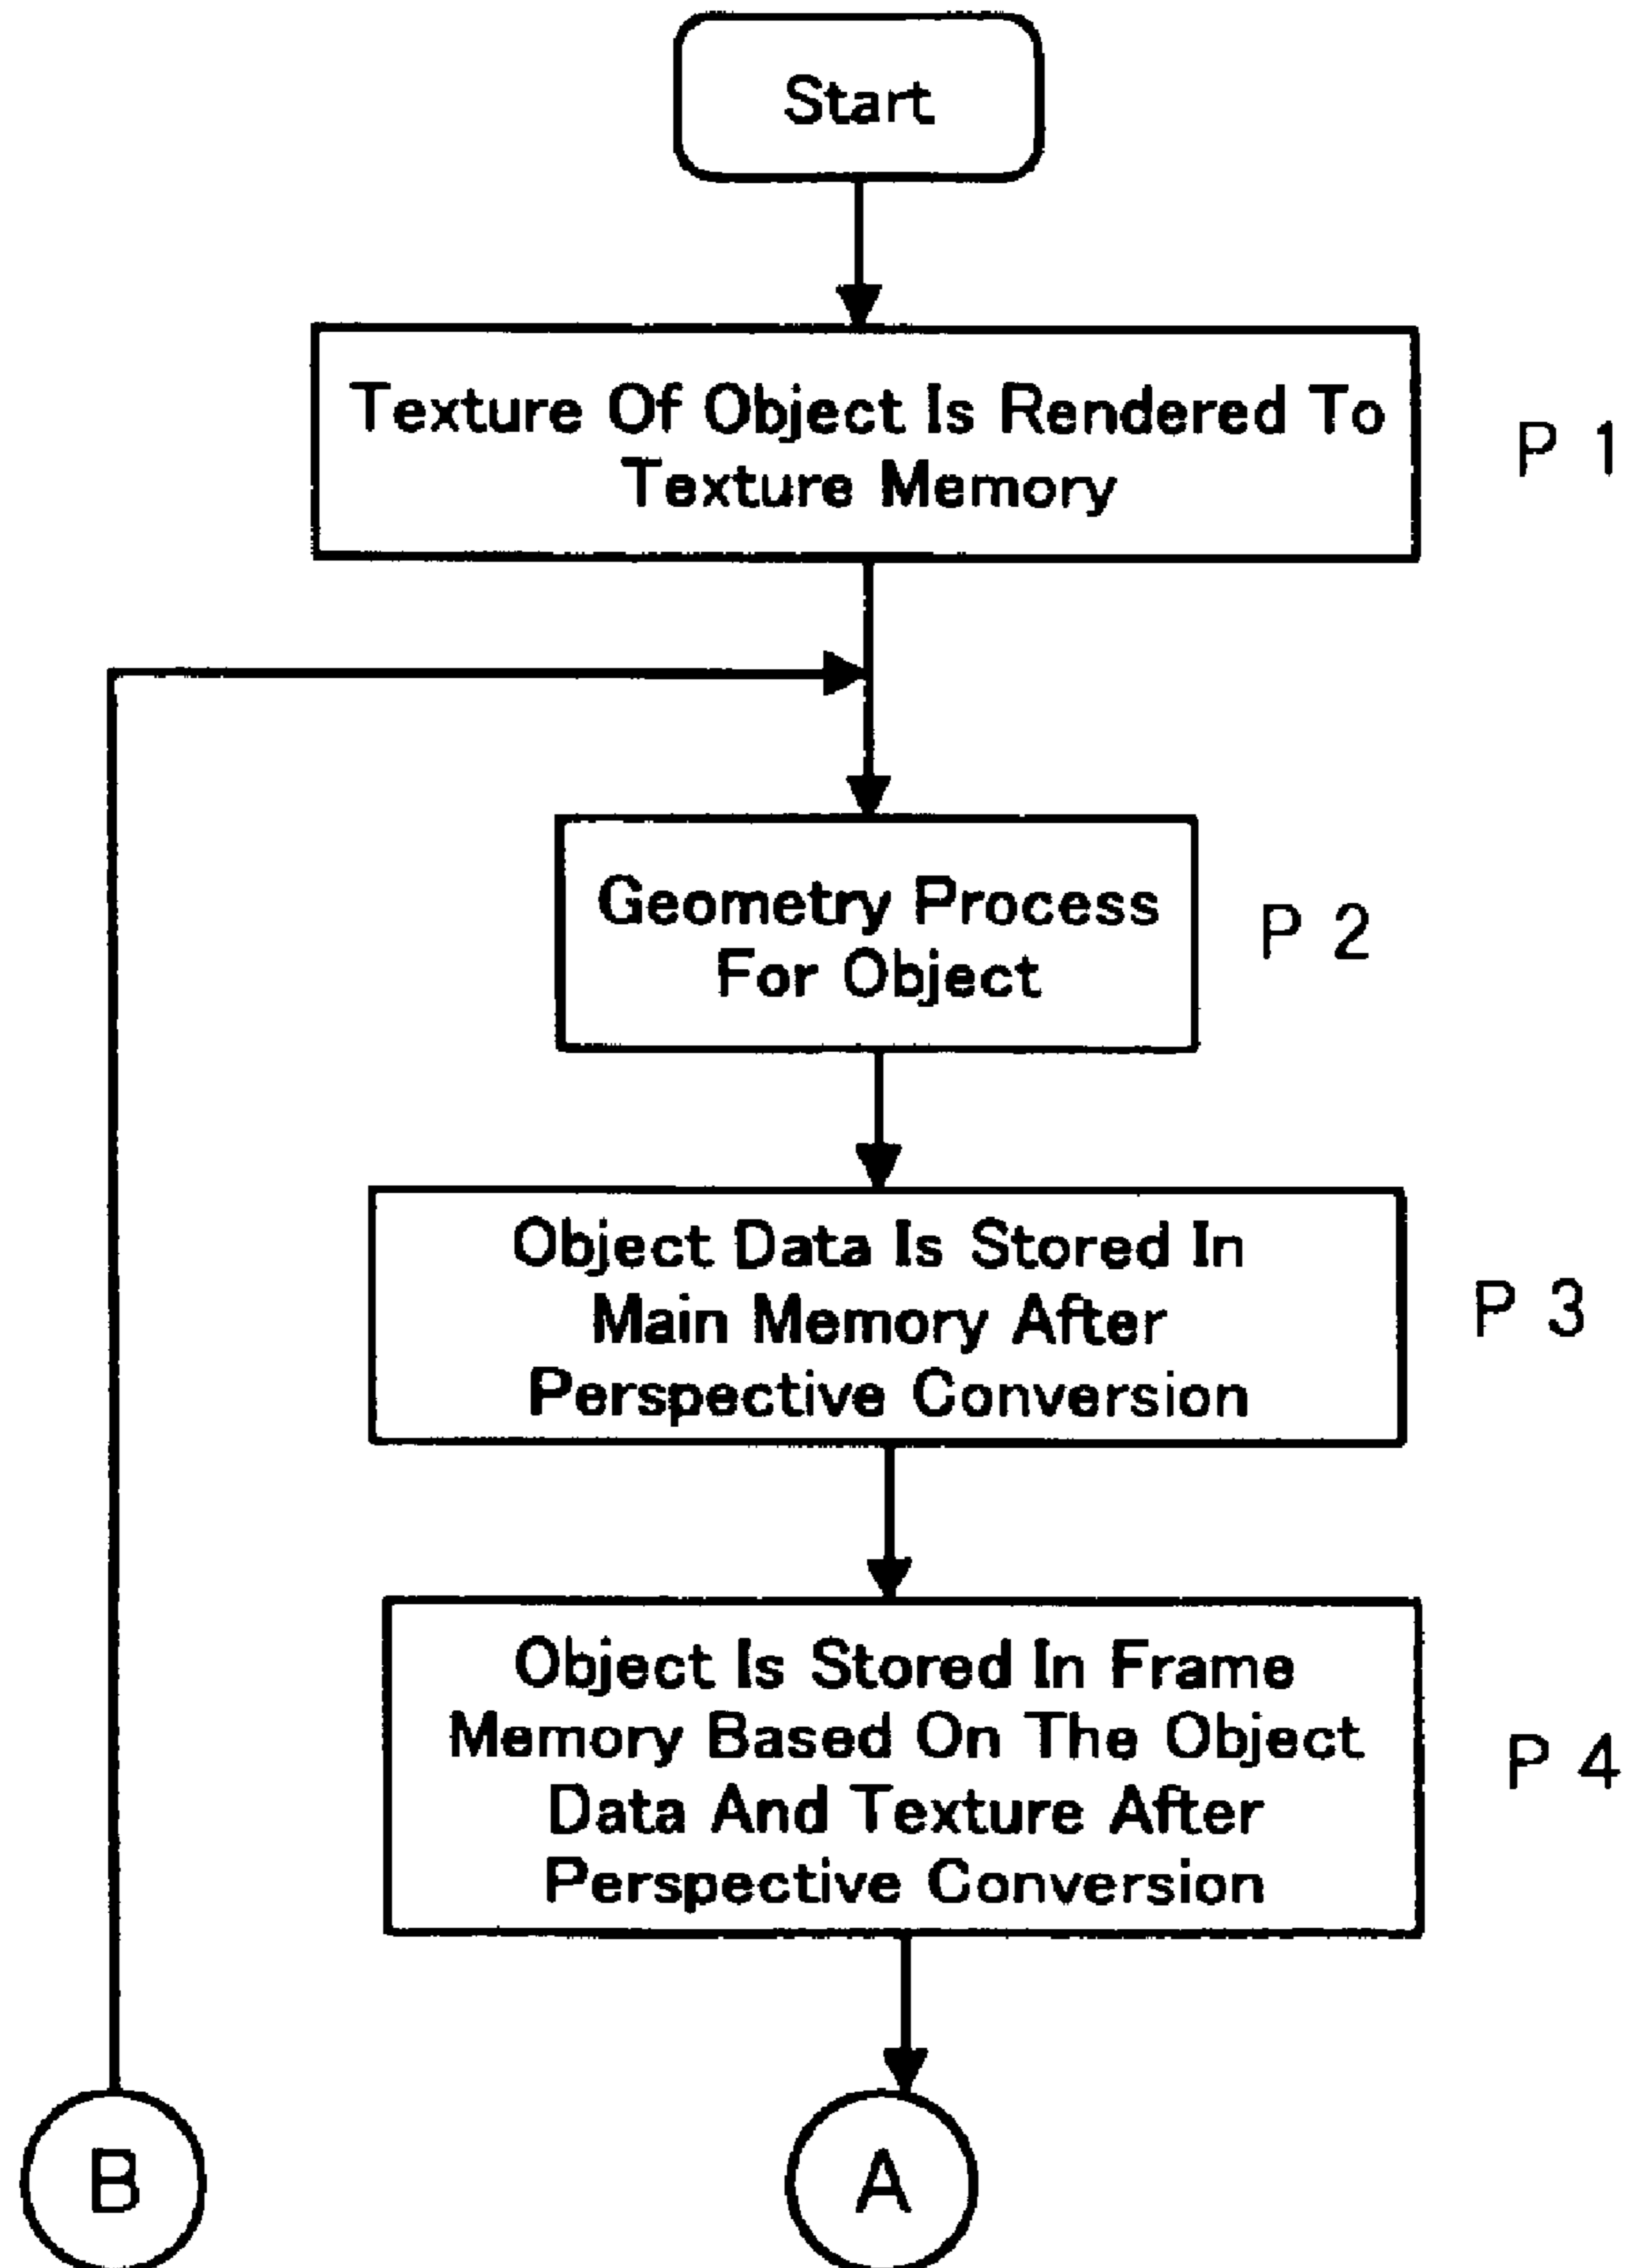 Start
Texture Of Object Is Rendered To
Texture Memory
P 1
Geometry Process
For Object
P 2
Object Data Is Stored In
Main Memory After
Perspective Conversion
P 3
Object Is Stored In Frame
Memory Based On The Object
Data And Texture After
Perspective Conversion
P 4
B
A